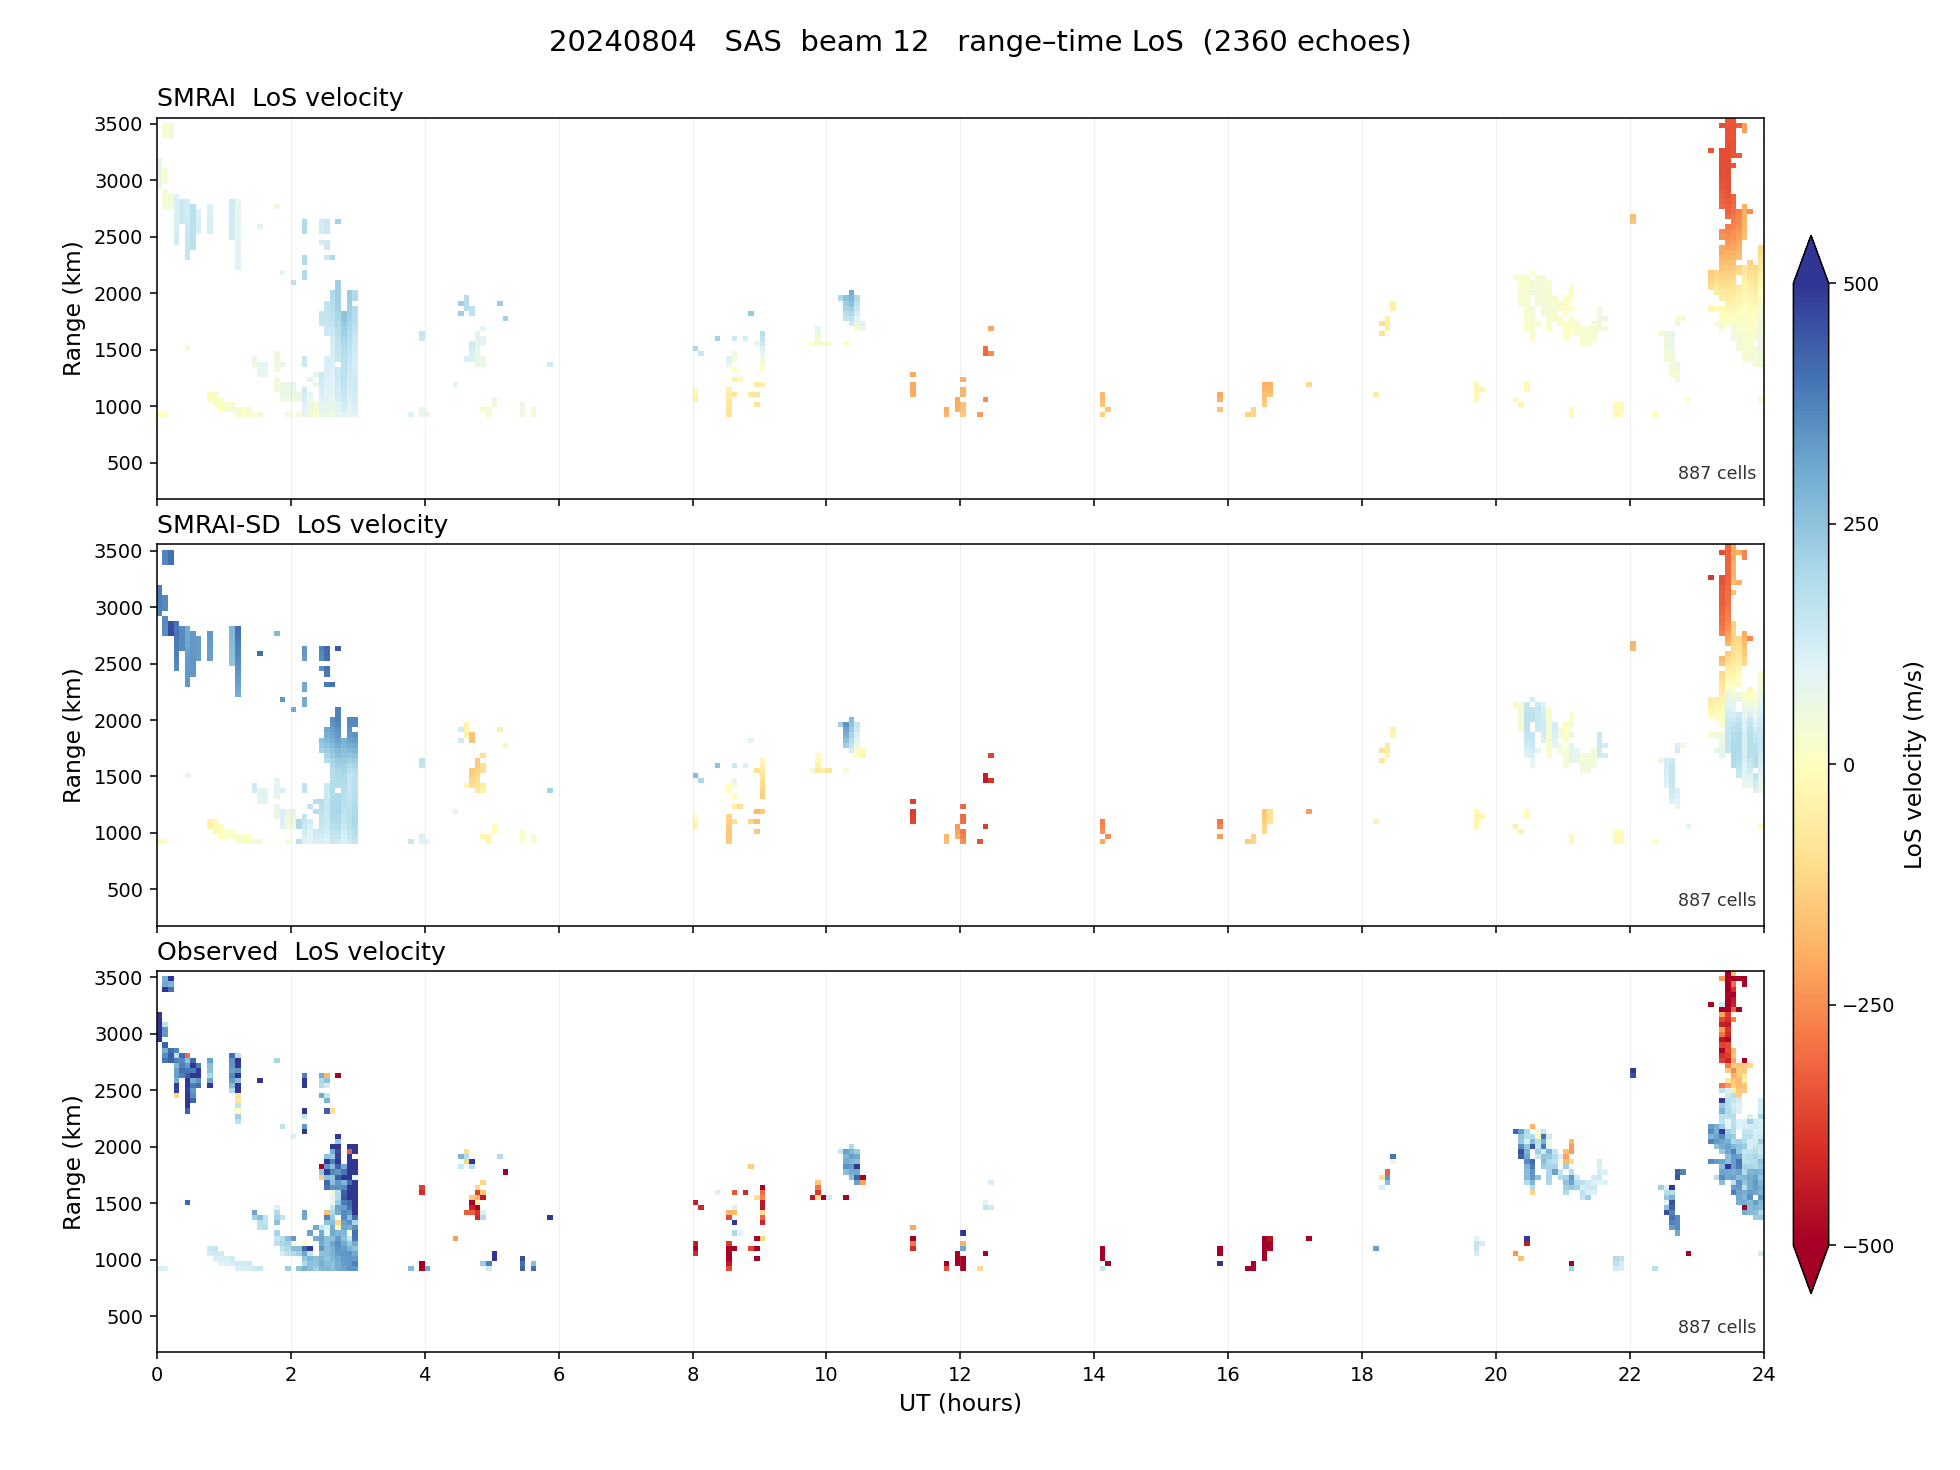 20240804   SAS  beam 12   range–time LoS  (2360 echoes)
SMRAI  LoS velocity
3500
3000
2500
2000
1500
1000
500
Range (km)
887 cells
SMRAI-SD  LoS velocity
3500
3000
2500
2000
1500
1000
500
Range (km)
887 cells
Observed  LoS velocity
3500
3000
2500
2000
1500
1000
500
Range (km)
887 cells
0 2 4 6 8 10 12 14 16 18 20 22 24
UT (hours)
500
250
0
−250
−500
LoS velocity (m/s)